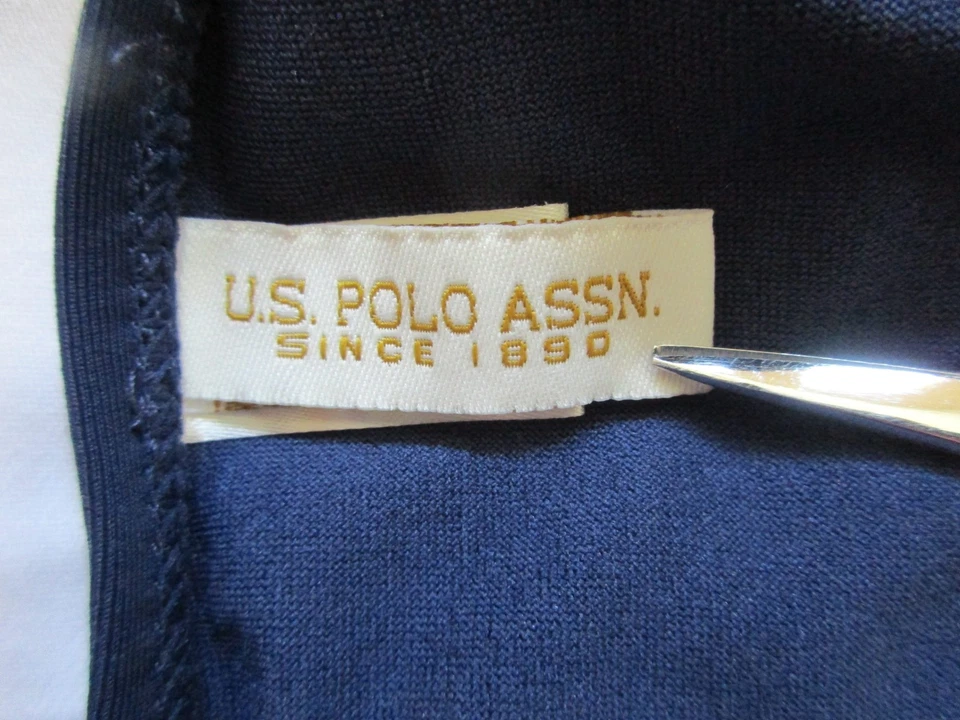 U.S. POLO ASSN.
SINCE 1890